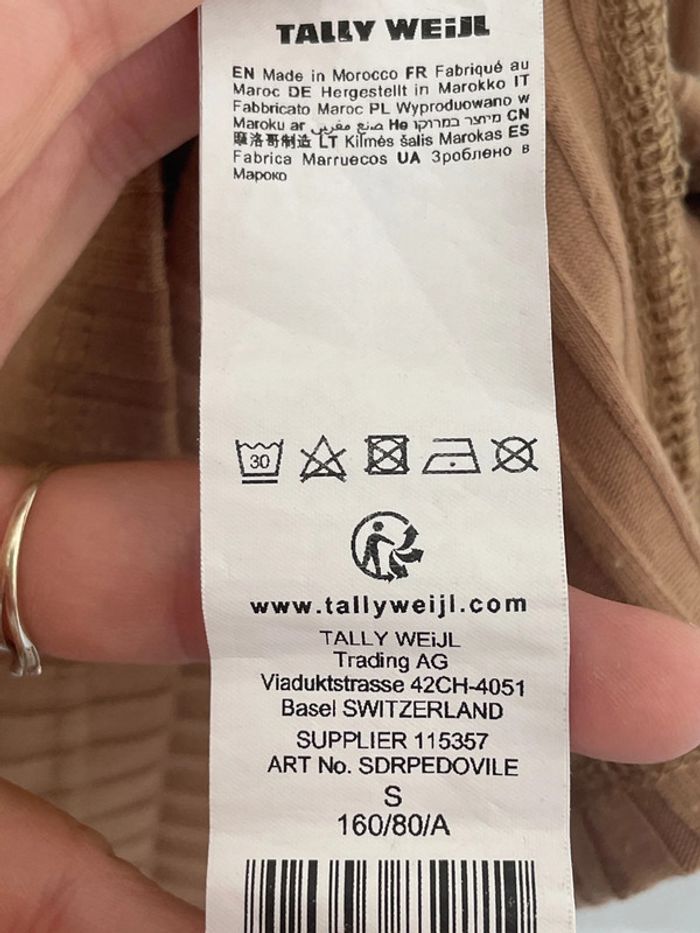 TALLY WEiJL
EN Made in Morocco FR Fabriqué au
Maroc DE Hergestellt in Marokko IT
Fabbricato Maroc PL Wyproduowano w
Maroku ar صنع مغربي He מיוצר במרוקו CN
摩洛哥制造 LT Kilmės šalis Marokas ES
Fabrica Marruecos UA Зроблено в
Мароко
30
www.tallyweijl.com
TALLY WEiJL
Trading AG
Viaduktstrasse 42CH-4051
Basel SWITZERLAND
SUPPLIER 115357
ART No. SDRPEDOVILE
S
160/80/A